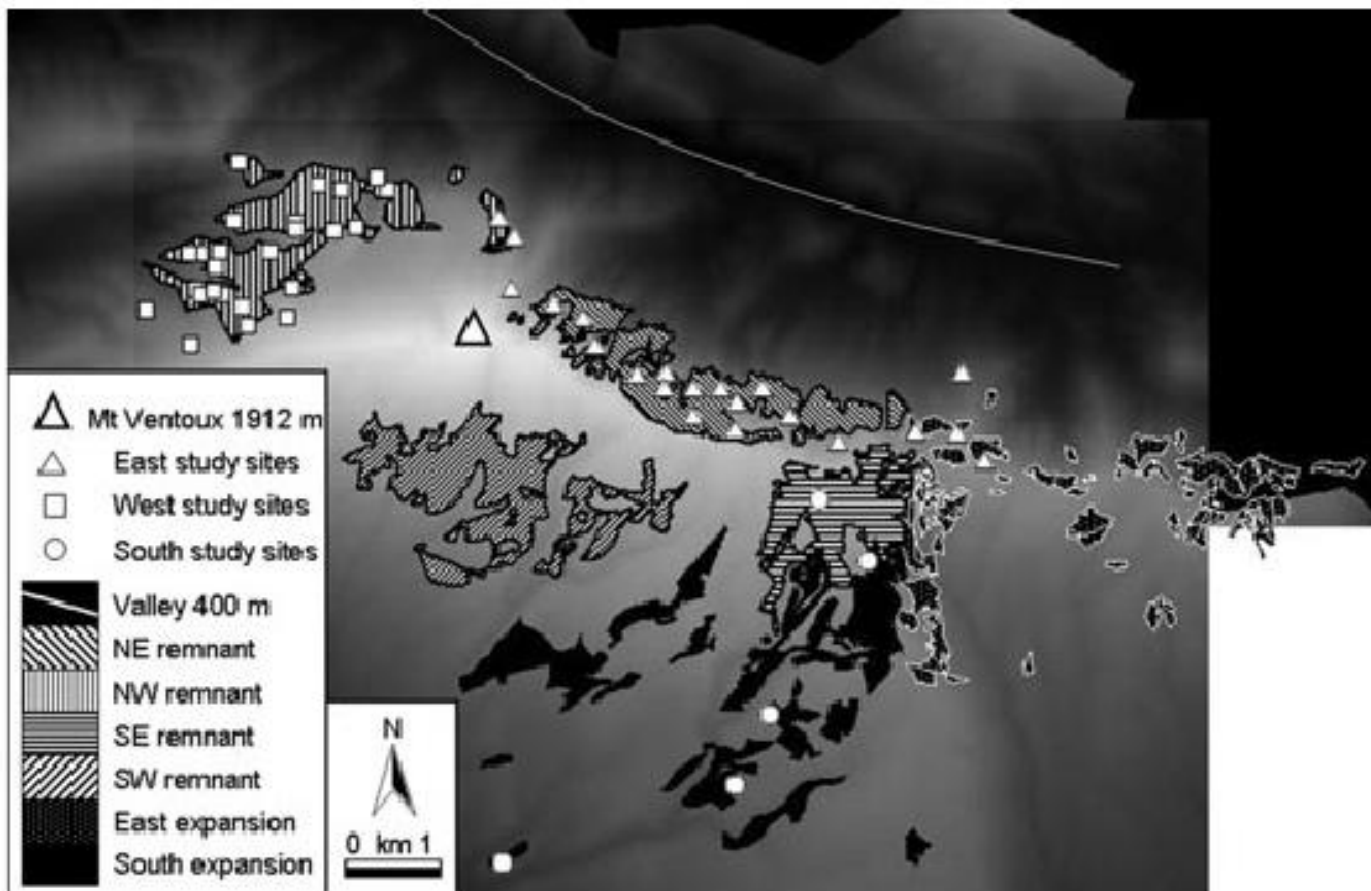 Mt Ventoux 1912 m
East study sites
West study sites
South study sites
Valley 400 m
NE remnant
NW remnant
SE remnant
SW remnant
East expansion
South expansion
N
0 km 1